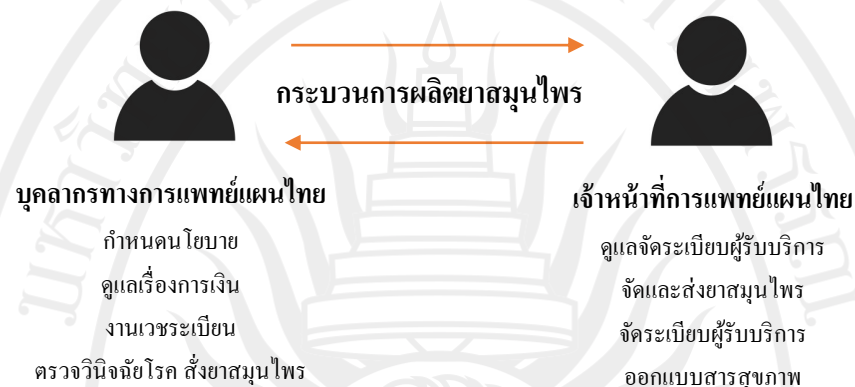 กระบวนการผลิตยาสมุนไพร
บุคลากรทางการแพทย์แผนไทย
กำหนดนโยบาย
ดูแลเรื่องการเงิน
งานเวชระเบียน
ตรวจวินิจฉัยโรค สั่งยาสมุนไพร
เจ้าหน้าที่การแพทย์แผนไทย
ดูแลจัดระเบียบผู้รับบริการ
จัดและส่งยาสมุนไพร
จัดระเบียบผู้รับบริการ
ออกแบบสารสุขภาพ